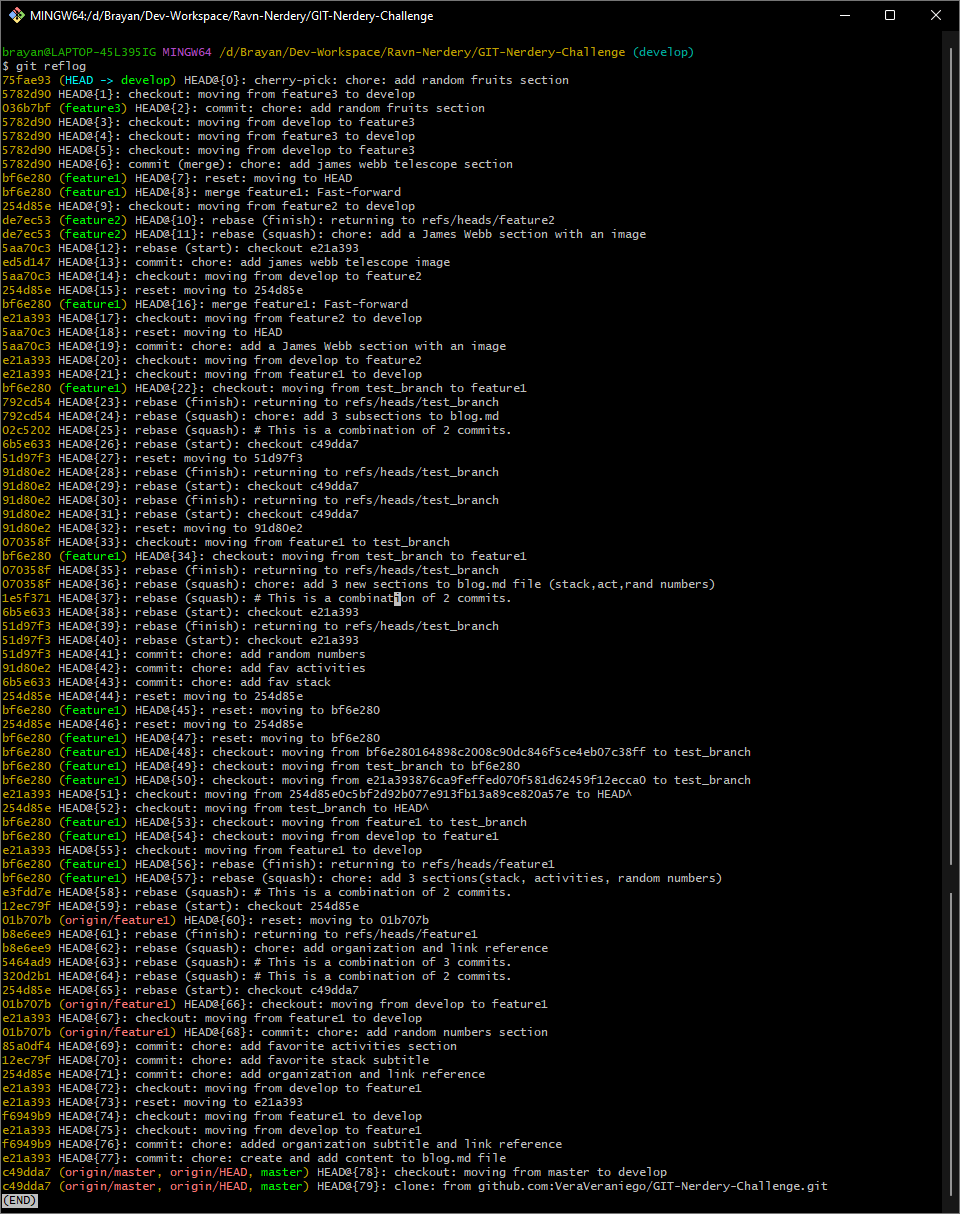 MINGW64:/d/Brayan/Dev-Workspace/Ravn-Nerdery/GIT-Nerdery-Challenge
brayan@LAPTOP-45L395IG MINGW64 /d/Brayan/Dev-Workspace/Ravn-Nerdery/GIT-Nerdery-Challenge (develop)
$ git reflog
75fae93 (HEAD -> develop) HEAD@{0}: cherry-pick: chore: add random fruits section
5782d90 HEAD@{1}: checkout: moving from feature3 to develop
036b7bf (feature3) HEAD@{2}: commit: chore: add random fruits section
5782d90 HEAD@{3}: checkout: moving from develop to feature3
5782d90 HEAD@{4}: checkout: moving from feature3 to develop
5782d90 HEAD@{5}: checkout: moving from develop to feature3
5782d90 HEAD@{6}: commit (merge): chore: add james webb telescope section
bf6e280 (feature1) HEAD@{7}: reset: moving to HEAD
bf6e280 (feature1) HEAD@{8}: merge feature1: Fast-forward
254d85e HEAD@{9}: checkout: moving from feature2 to develop
de7ec53 (feature2) HEAD@{10}: rebase (finish): returning to refs/heads/feature2
de7ec53 (feature2) HEAD@{11}: rebase (squash): chore: add a James Webb section with an image
5aa70c3 HEAD@{12}: rebase (start): checkout e21a393
ed5d147 HEAD@{13}: commit: chore: add james webb telescope image
5aa70c3 HEAD@{14}: checkout: moving from develop to feature2
254d85e HEAD@{15}: reset: moving to 254d85e
bf6e280 (feature1) HEAD@{16}: merge feature1: Fast-forward
e21a393 HEAD@{17}: checkout: moving from feature2 to develop
5aa70c3 HEAD@{18}: reset: moving to HEAD
5aa70c3 HEAD@{19}: commit: chore: add a James Webb section with an image
e21a393 HEAD@{20}: checkout: moving from develop to feature2
e21a393 HEAD@{21}: checkout: moving from feature1 to develop
bf6e280 (feature1) HEAD@{22}: checkout: moving from test_branch to feature1
792cd54 HEAD@{23}: rebase (finish): returning to refs/heads/test_branch
792cd54 HEAD@{24}: rebase (squash): chore: add 3 subsections to blog.md
02c5202 HEAD@{25}: rebase (squash): # This is a combination of 2 commits.
6b5e633 HEAD@{26}: rebase (start): checkout c49dda7
51d97f3 HEAD@{27}: reset: moving to 51d97f3
91d80e2 HEAD@{28}: rebase (finish): returning to refs/heads/test_branch
91d80e2 HEAD@{29}: rebase (start): checkout c49dda7
91d80e2 HEAD@{30}: rebase (finish): returning to refs/heads/test_branch
91d80e2 HEAD@{31}: rebase (start): checkout c49dda7
91d80e2 HEAD@{32}: reset: moving to 91d80e2
070358f HEAD@{33}: checkout: moving from feature1 to test_branch
bf6e280 (feature1) HEAD@{34}: checkout: moving from test_branch to feature1
070358f HEAD@{35}: rebase (finish): returning to refs/heads/test_branch
070358f HEAD@{36}: rebase (squash): chore: add 3 new sections to blog.md file (stack,act,rand numbers)
1e5f371 HEAD@{37}: rebase (squash): # This is a combination of 2 commits.
6b5e633 HEAD@{38}: rebase (start): checkout e21a393
51d97f3 HEAD@{39}: rebase (finish): returning to refs/heads/test_branch
51d97f3 HEAD@{40}: rebase (start): checkout e21a393
51d97f3 HEAD@{41}: commit: chore: add random numbers
91d80e2 HEAD@{42}: commit: chore: add fav activities
6b5e633 HEAD@{43}: commit: chore: add fav stack
254d85e HEAD@{44}: reset: moving to 254d85e
bf6e280 (feature1) HEAD@{45}: reset: moving to bf6e280
254d85e HEAD@{46}: reset: moving to 254d85e
bf6e280 (feature1) HEAD@{47}: reset: moving to bf6e280
bf6e280 (feature1) HEAD@{48}: checkout: moving from bf6e280164898c2008c90dc846f5ce4eb07c38ff to test_branch
bf6e280 (feature1) HEAD@{49}: checkout: moving from test_branch to bf6e280
bf6e280 (feature1) HEAD@{50}: checkout: moving from e21a393876ca9feffed070f581d62459f12ecca0 to test_branch
e21a393 HEAD@{51}: checkout: moving from 254d85e0c5bf2d92b077e913fb13a89ce820a57e to HEAD^
254d85e HEAD@{52}: checkout: moving from test_branch to HEAD^
bf6e280 (feature1) HEAD@{53}: checkout: moving from feature1 to test_branch
bf6e280 (feature1) HEAD@{54}: checkout: moving from develop to feature1
e21a393 HEAD@{55}: checkout: moving from feature1 to develop
bf6e280 (feature1) HEAD@{56}: rebase (finish): returning to refs/heads/feature1
bf6e280 (feature1) HEAD@{57}: rebase (squash): chore: add 3 sections(stack, activities, random numbers)
e3fdd7e HEAD@{58}: rebase (squash): # This is a combination of 2 commits.
12ec79f HEAD@{59}: rebase (start): checkout 254d85e
01b707b (origin/feature1) HEAD@{60}: reset: moving to 01b707b
b8e6ee9 HEAD@{61}: rebase (finish): returning to refs/heads/feature1
b8e6ee9 HEAD@{62}: rebase (squash): chore: add organization and link reference
5464ad9 HEAD@{63}: rebase (squash): # This is a combination of 3 commits.
320d2b1 HEAD@{64}: rebase (squash): # This is a combination of 2 commits.
254d85e HEAD@{65}: rebase (start): checkout c49dda7
01b707b (origin/feature1) HEAD@{66}: checkout: moving from develop to feature1
e21a393 HEAD@{67}: checkout: moving from feature1 to develop
01b707b (origin/feature1) HEAD@{68}: commit: chore: add random numbers section
85a0df4 HEAD@{69}: commit: chore: add favorite activities section
12ec79f HEAD@{70}: commit: chore: add favorite stack subtitle
254d85e HEAD@{71}: commit: chore: add organization and link reference
e21a393 HEAD@{72}: checkout: moving from develop to feature1
e21a393 HEAD@{73}: reset: moving to e21a393
f6949b9 HEAD@{74}: checkout: moving from feature1 to develop
e21a393 HEAD@{75}: checkout: moving from develop to feature1
f6949b9 HEAD@{76}: commit: chore: added organization subtitle and link reference
e21a393 HEAD@{77}: commit: chore: create and add content to blog.md file
c49dda7 (origin/master, origin/HEAD, master) HEAD@{78}: checkout: moving from master to develop
c49dda7 (origin/master, origin/HEAD, master) HEAD@{79}: clone: from github.com:VeraVeraniego/GIT-Nerdery-Challenge.git
(END)